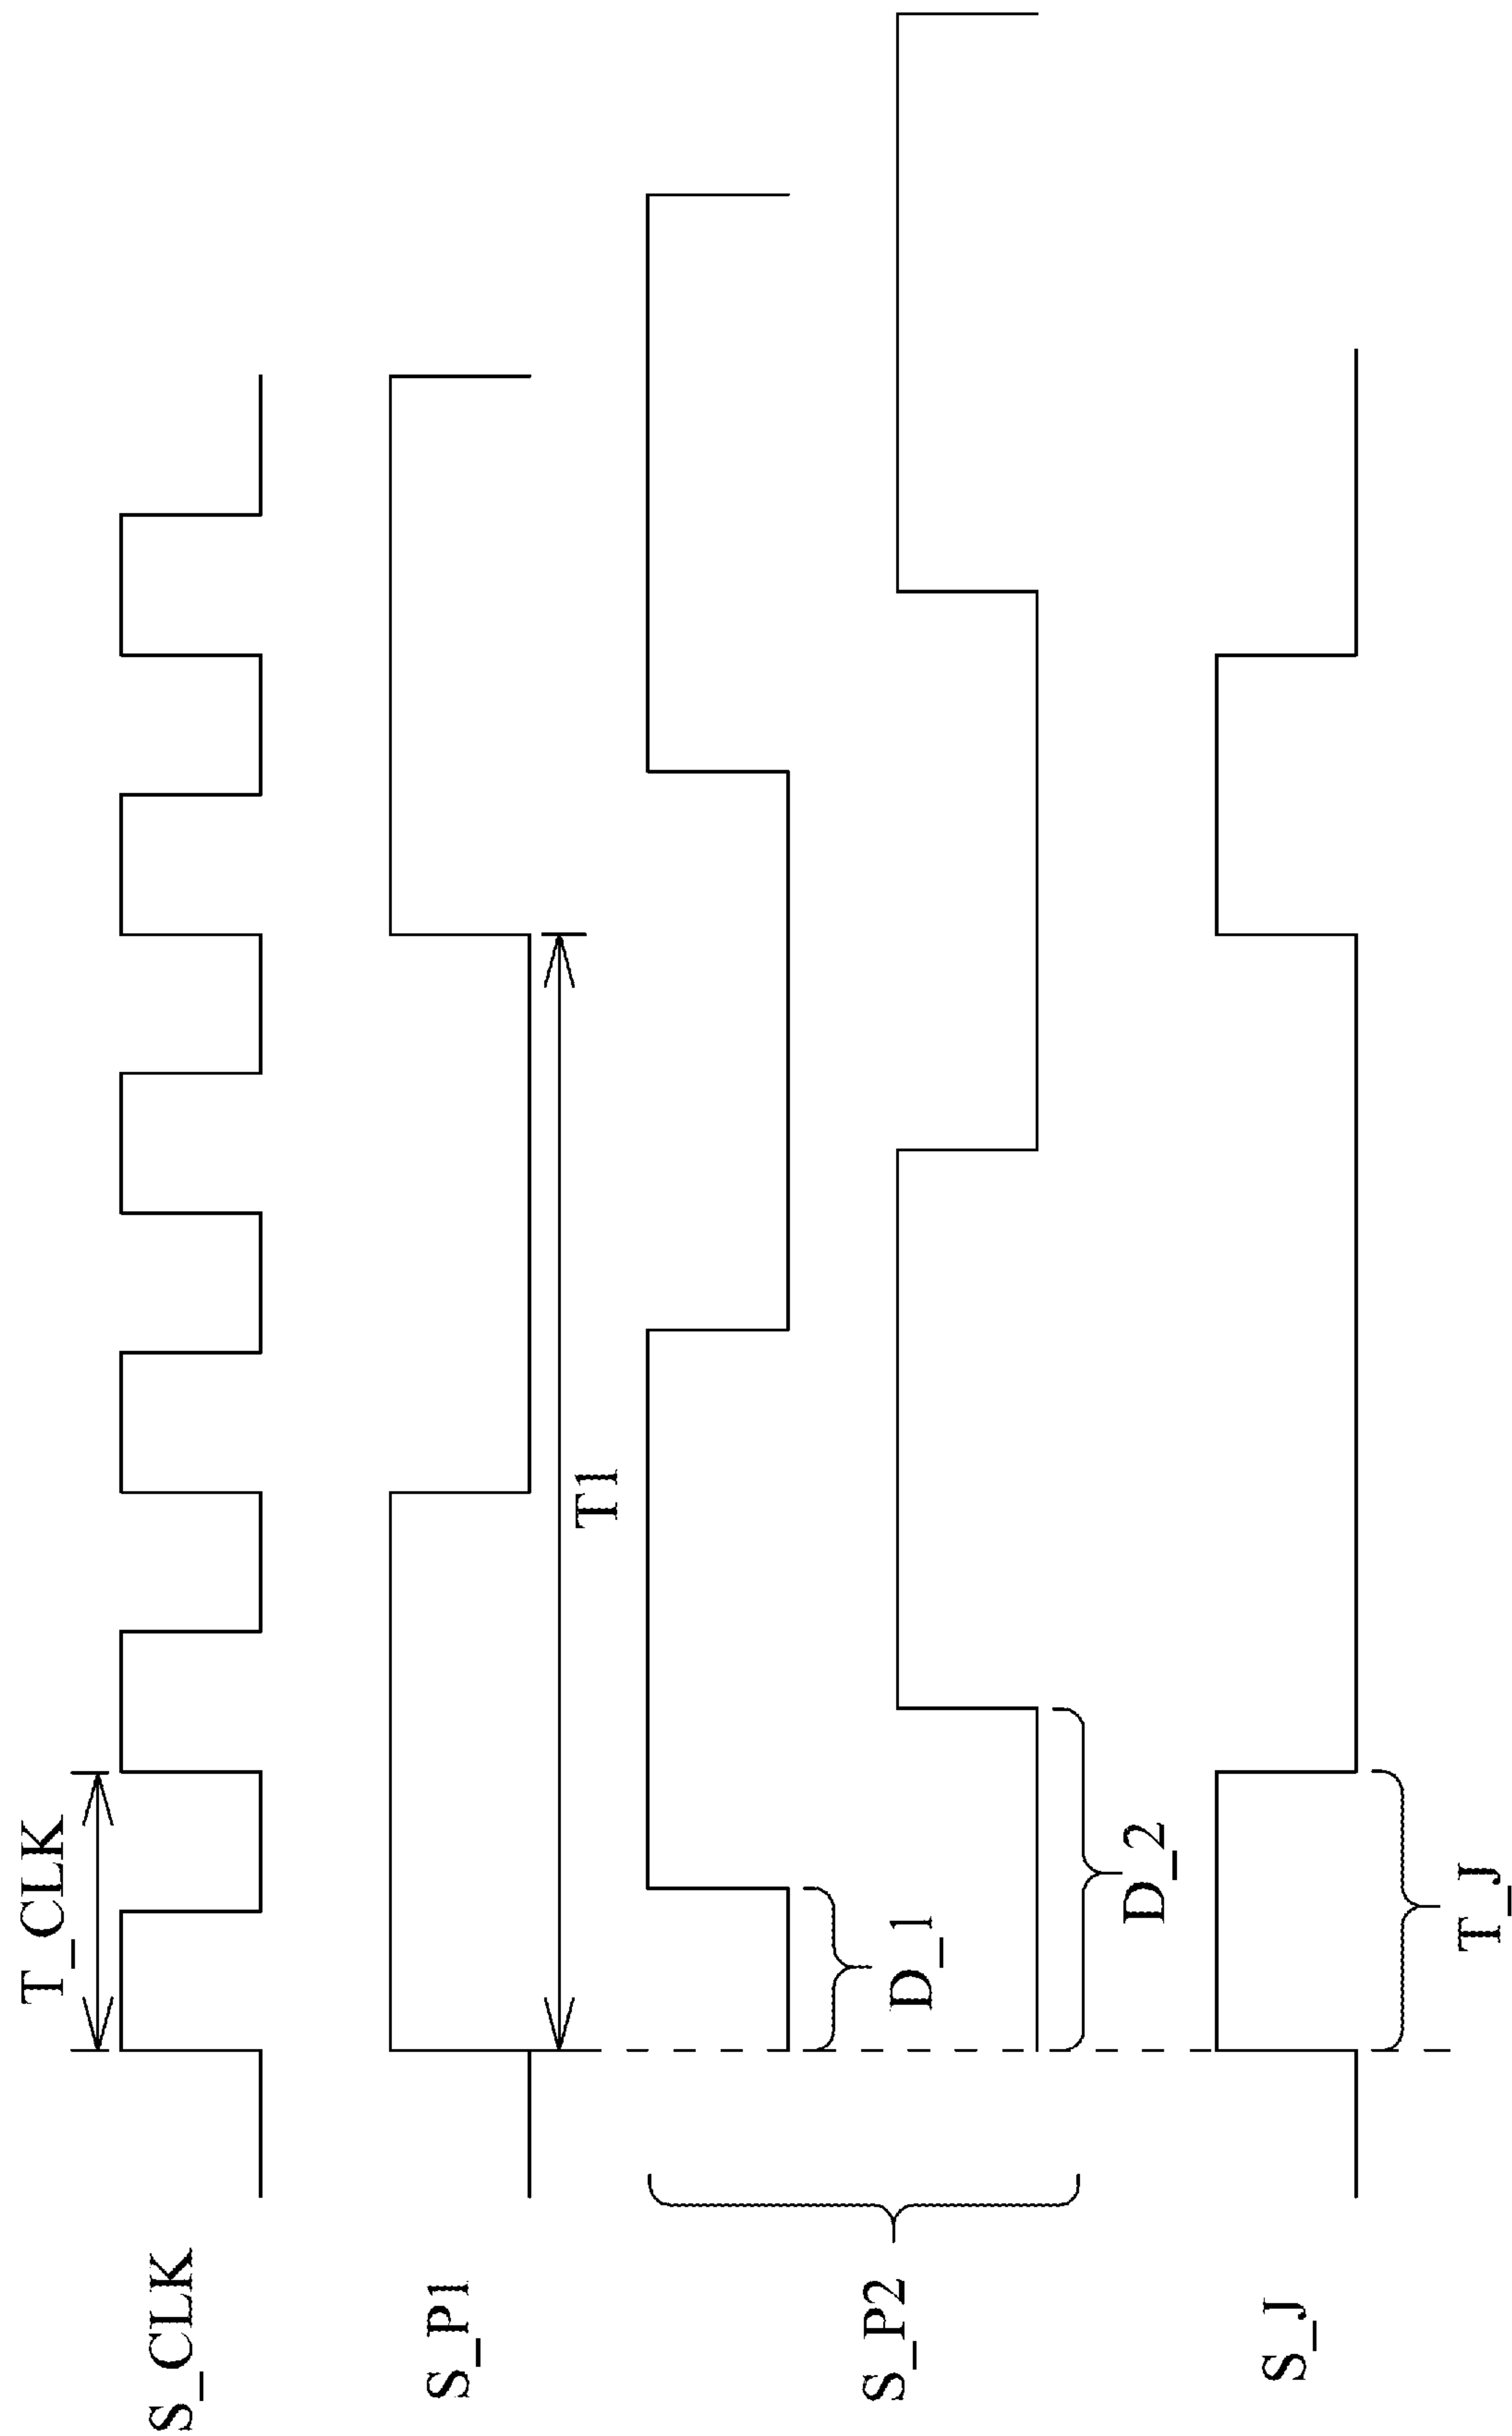 T_CLK
S_CLK
S_P1
T1
S_P2
D_1
D_2
S_J
T_J